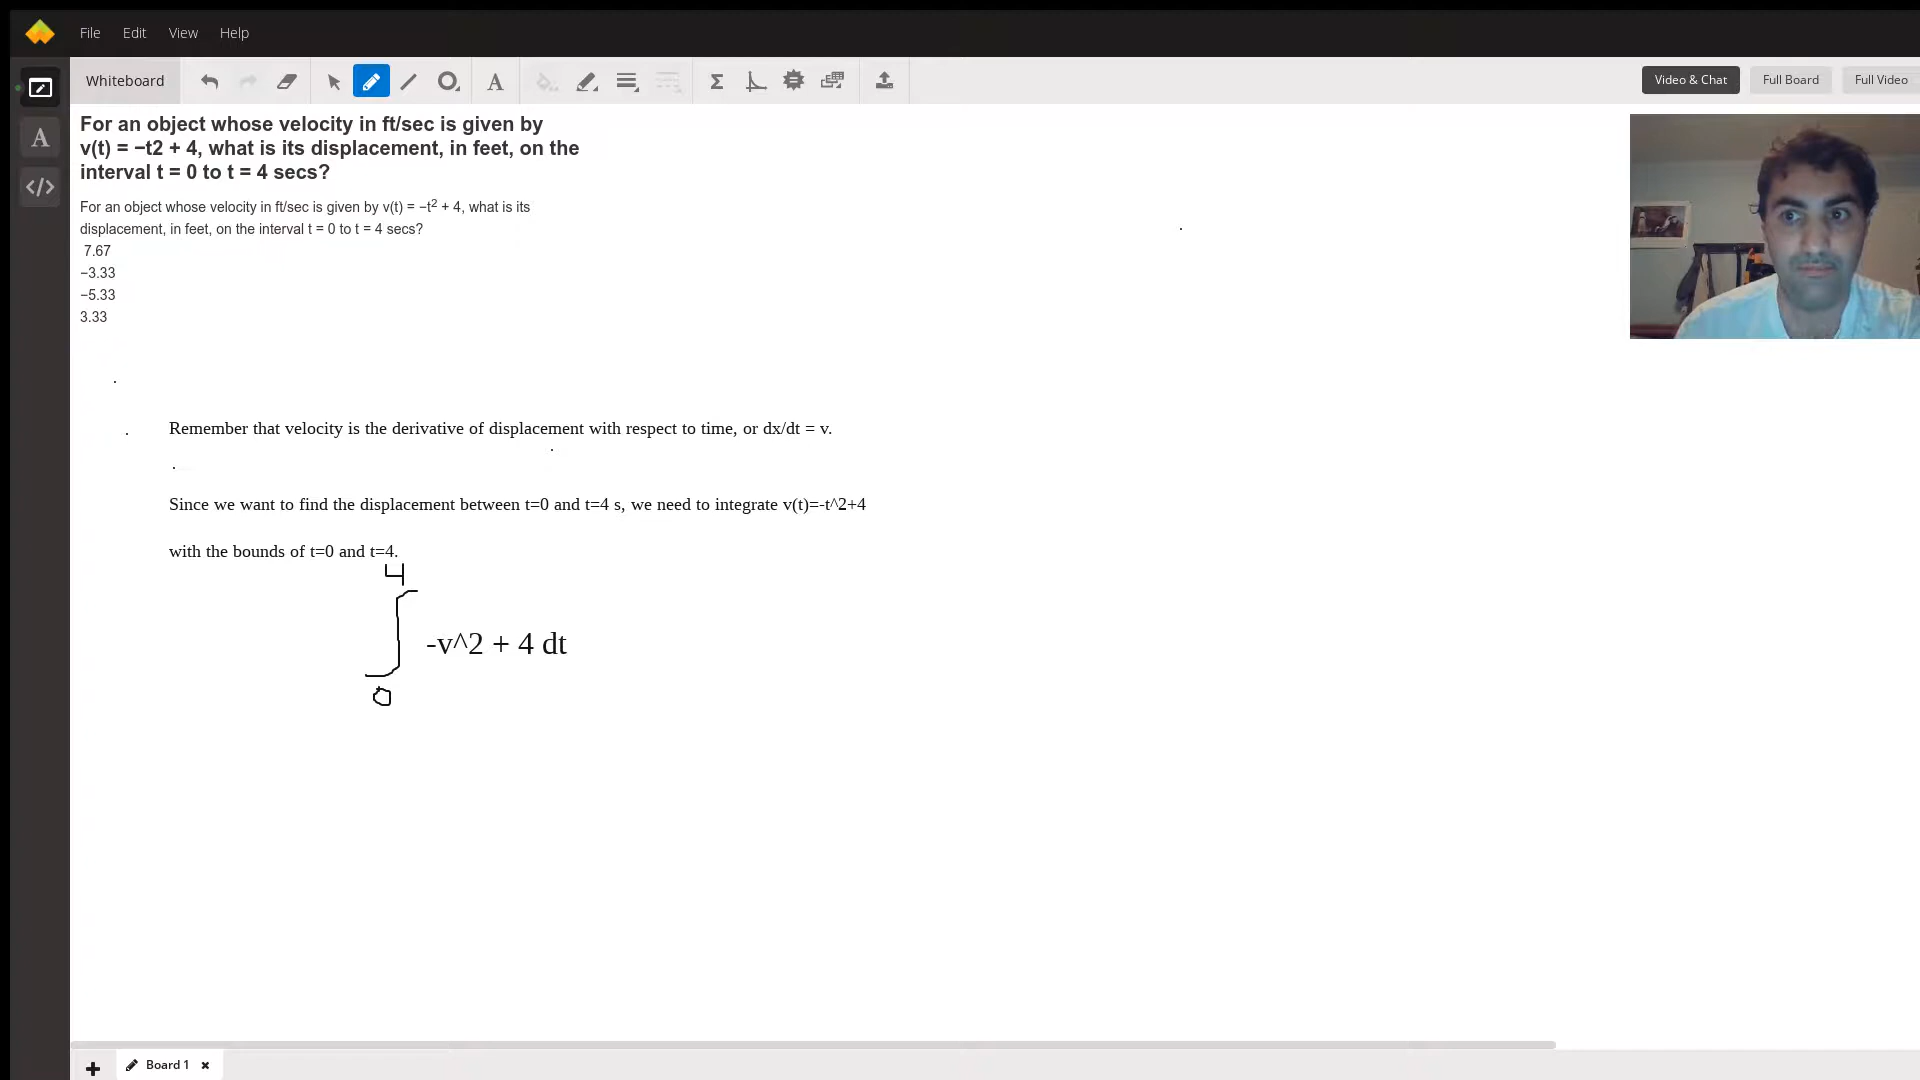 File Edit View Help
Whiteboard A Σ Video & Chat Full Board Full Video
A
</>
For an object whose velocity in ft/sec is given by
v(t) = −t2 + 4, what is its displacement, in feet, on the
interval t = 0 to t = 4 secs?
For an object whose velocity in ft/sec is given by v(t) = −t² + 4, what is its
displacement, in feet, on the interval t = 0 to t = 4 secs?
7.67
−3.33
−5.33
3.33
Remember that velocity is the derivative of displacement with respect to time, or dx/dt = v.
Since we want to find the displacement between t=0 and t=4 s, we need to integrate v(t)=-t^2+4
with the bounds of t=0 and t=4.
4
∫ -v^2 + 4 dt
0
Board 1